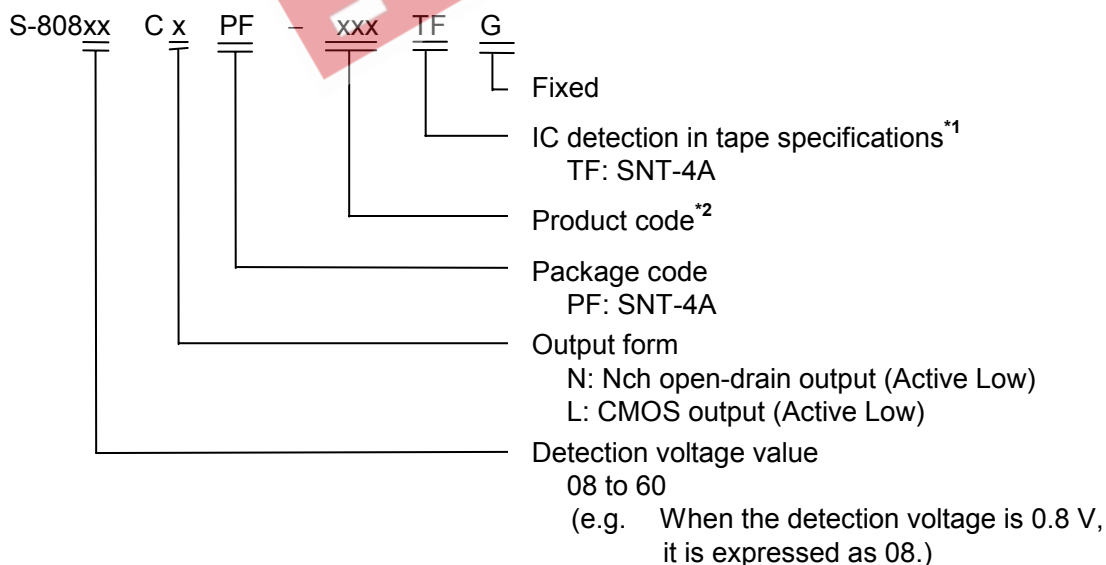 S-808xx C x PF – xxx TF G
Fixed
IC detection in tape specifications*1
TF: SNT-4A
Product code*2
Package code
PF: SNT-4A
Output form
N: Nch open-drain output (Active Low)
L: CMOS output (Active Low)
Detection voltage value
08 to 60
(e.g. When the detection voltage is 0.8 V,
it is expressed as 08.)